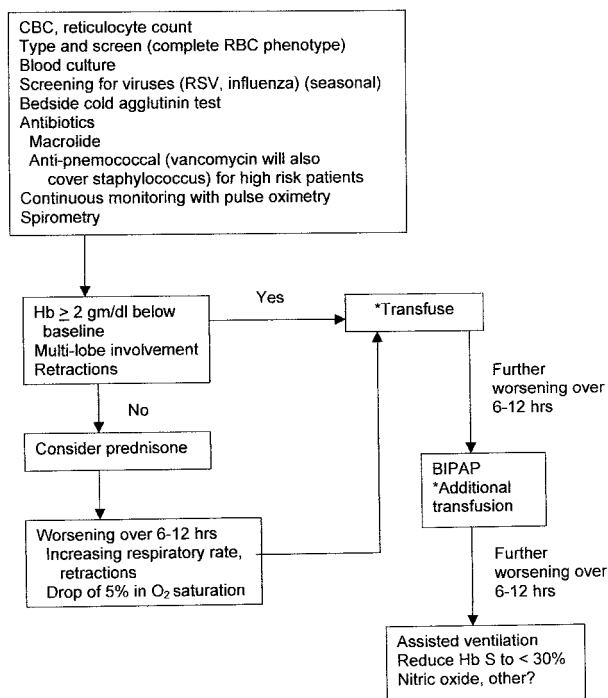 CBC, reticulocyte count
Type and screen (complete RBC phenotype)
Blood culture
Screening for viruses (RSV, influenza) (seasonal)
Bedside cold agglutinin test
Antibiotics
Macrolide
Anti-pnemococcal (vancomycin will also
cover staphylococcus) for high risk patients
Continuous monitoring with pulse oximetry
Spirometry
Hb ≥ 2 gm/dl below
baseline
Multi-lobe involvement
Retractions
Yes
*Transfuse
No
Consider prednisone
Worsening over 6-12 hrs
Increasing respiratory rate,
retractions
Drop of 5% in O₂ saturation
Further
worsening over
6-12 hrs
BIPAP
*Additional
transfusion
Further
worsening over
6-12 hrs
Assisted ventilation
Reduce Hb S to < 30%
Nitric oxide, other?